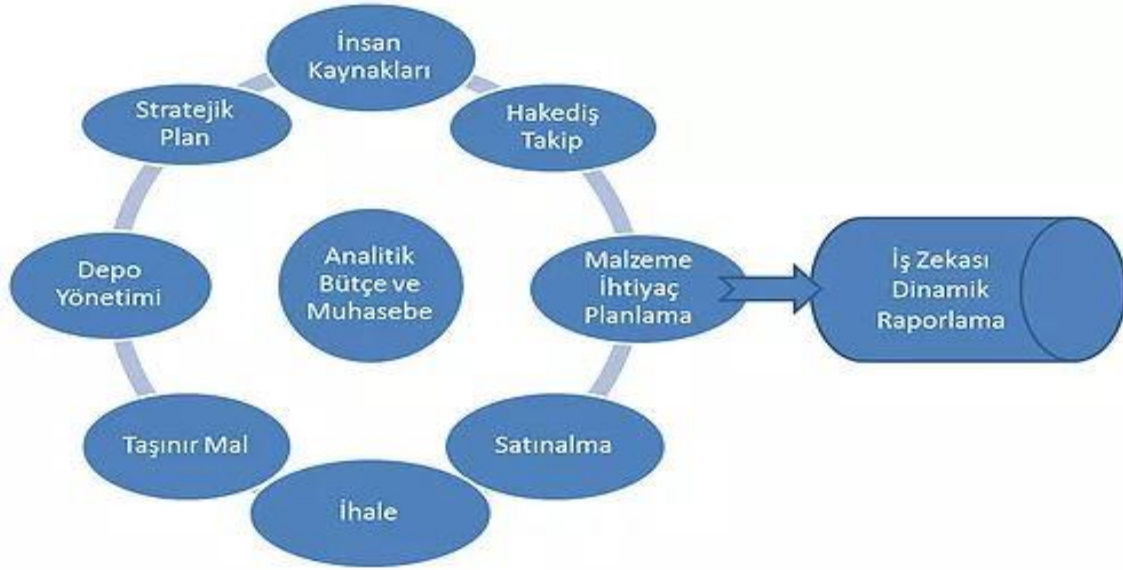 İnsan
Kaynakları
Hakediş
Takip
Malzeme
İhtiyaç
Planlama
Satınalma
İhale
Taşınır Mal
Depo
Yönetimi
Stratejik
Plan
Analitik
Bütçe ve
Muhasebe
İş Zekası
Dinamik
Raporlama